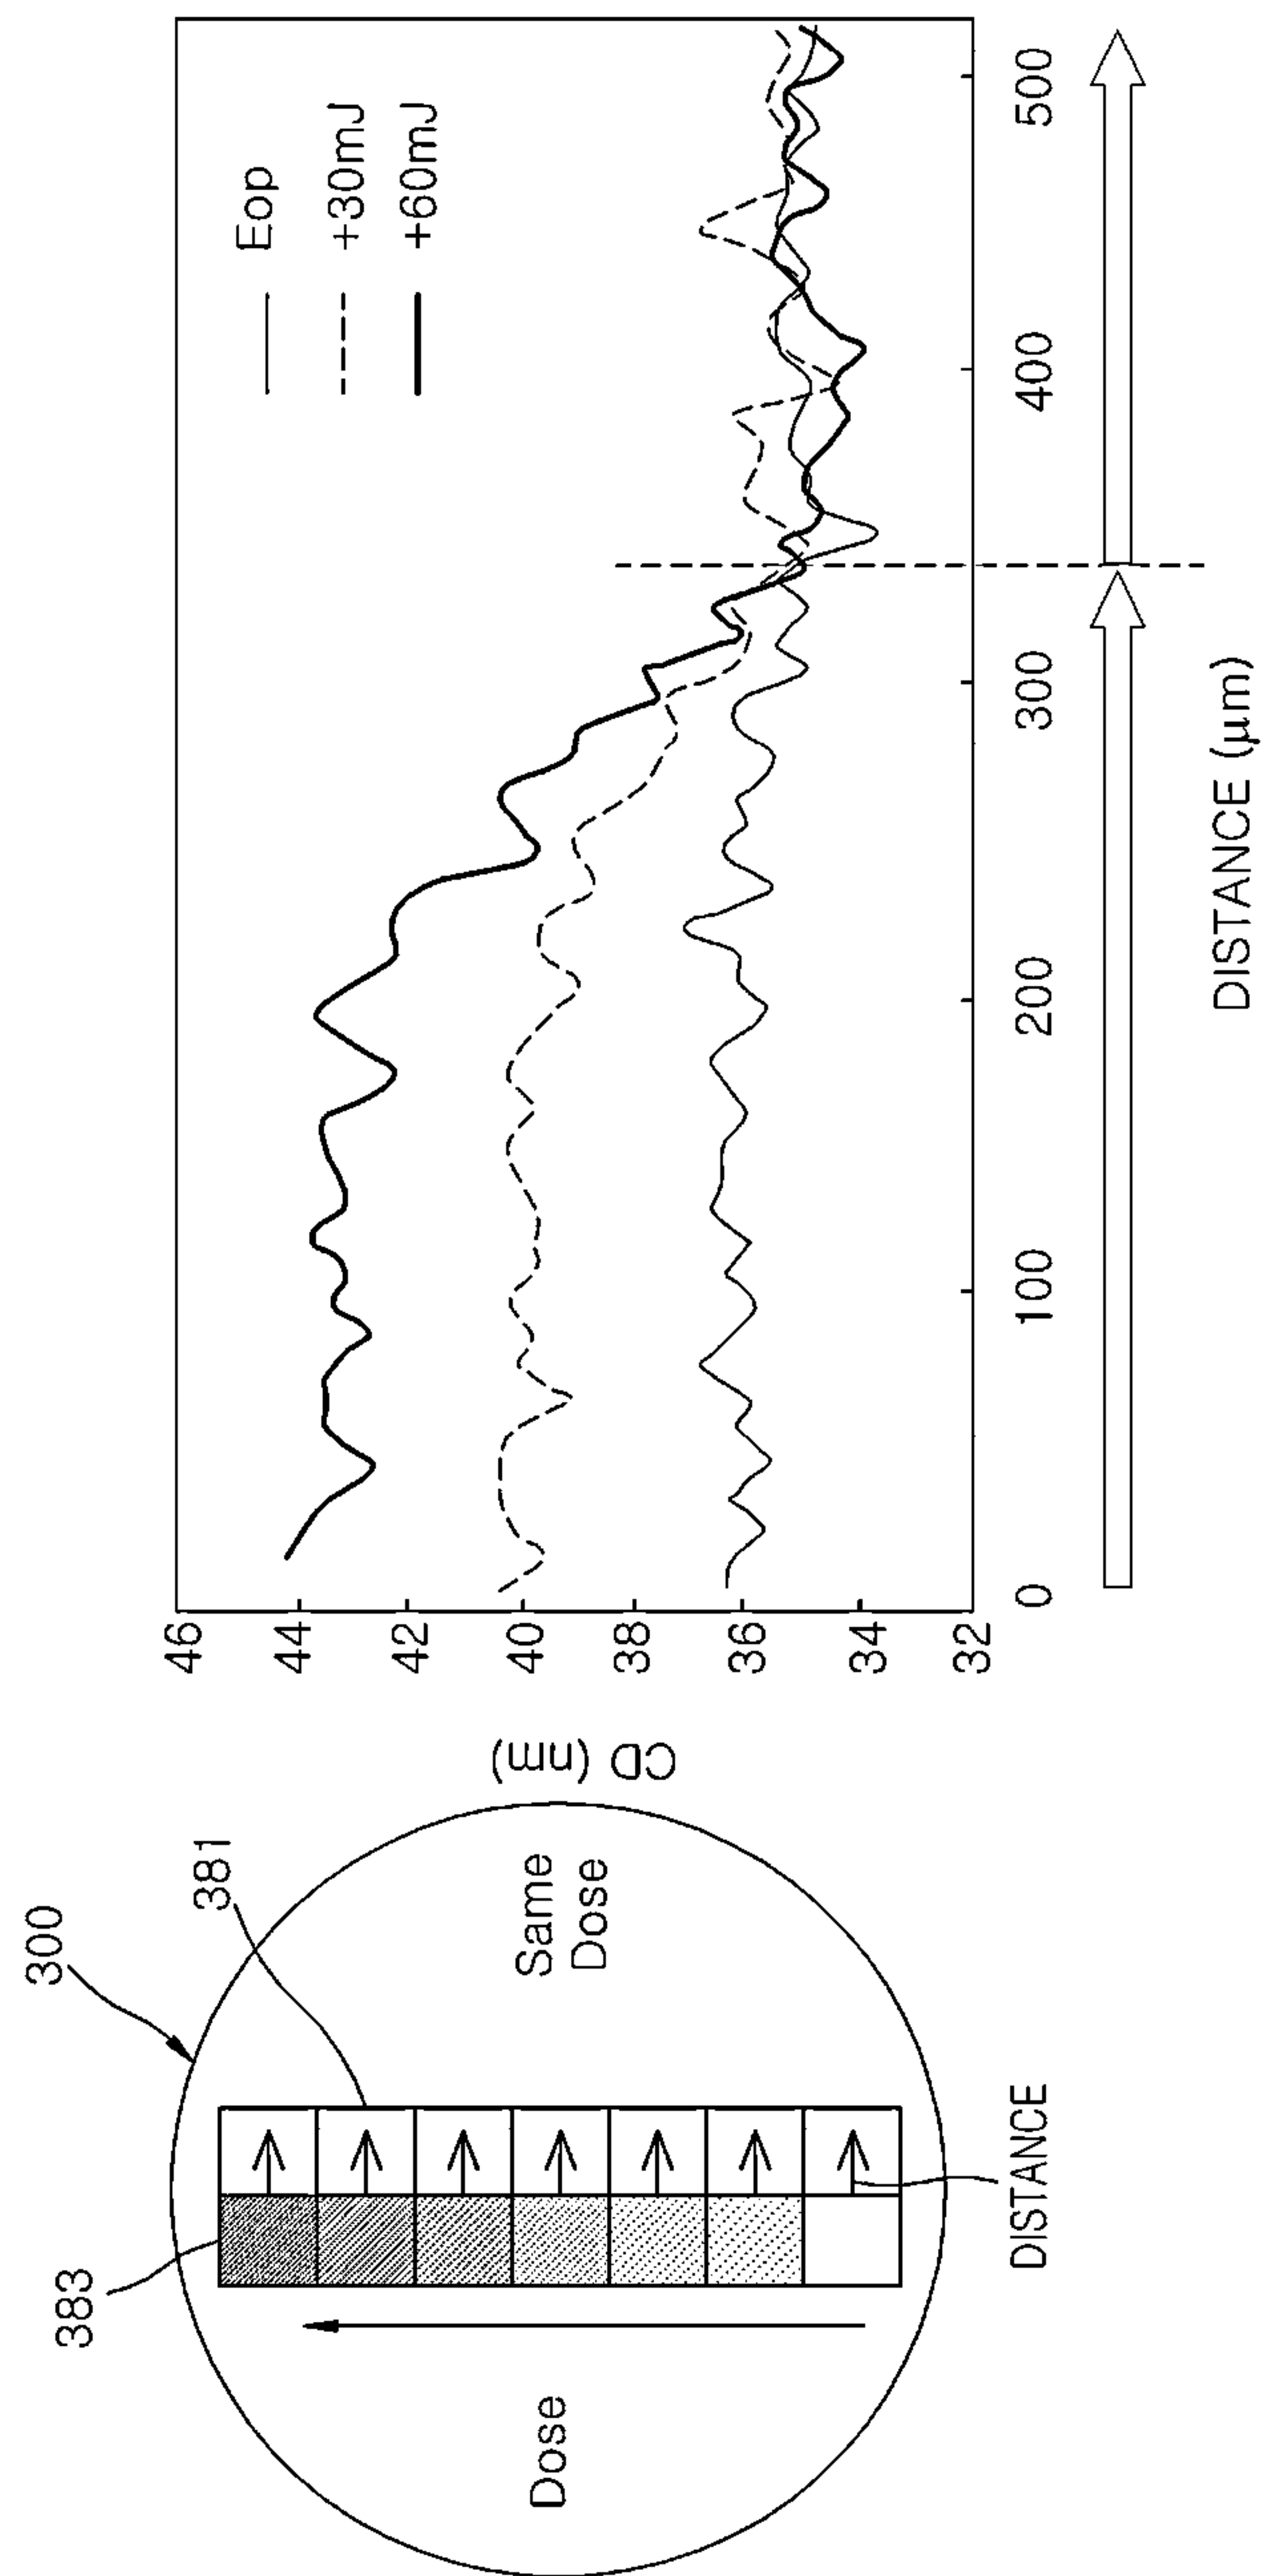 300
383
381
Dose
Same
Dose
DISTANCE
CD (nm)
46
44
42
40
38
36
34
32
Eop
+30mJ
+60mJ
0
100
200
300
400
500
DISTANCE (μm)